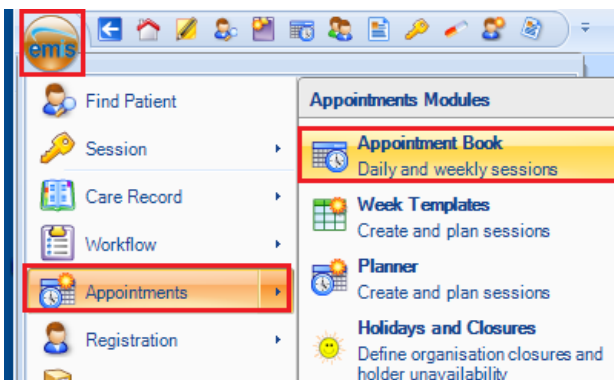 emis
Find Patient
Session
Care Record
Workflow
Appointments
Registration
Appointments Modules
Appointment Book
Daily and weekly sessions
Week Templates
Create and plan sessions
Planner
Create and plan sessions
Holidays and Closures
Define organisation closures and
holder unavailability